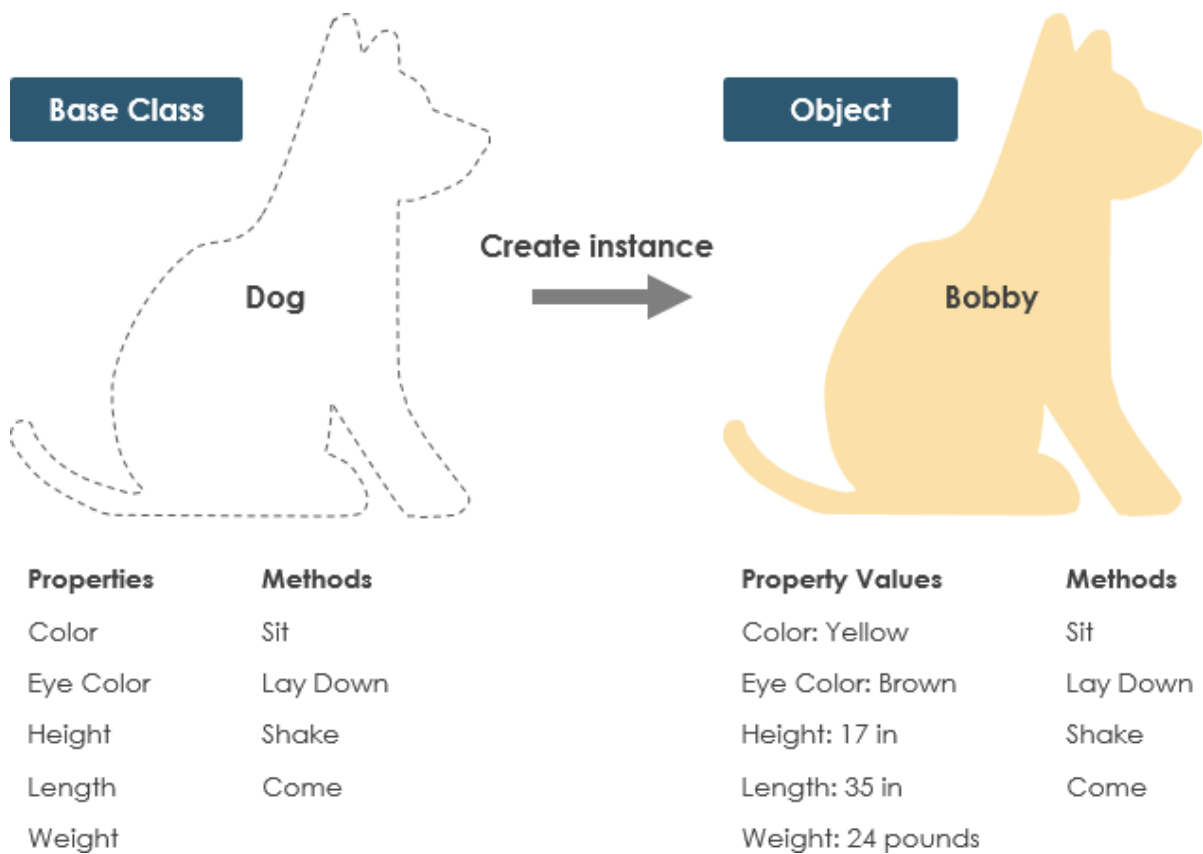 Base Class
Object
Create instance
Dog
Bobby
Properties Methods
Color Sit
Eye Color Lay Down
Height Shake
Length Come
Weight
Property Values Methods
Color: Yellow Sit
Eye Color: Brown Lay Down
Height: 17 in Shake
Length: 35 in Come
Weight: 24 pounds